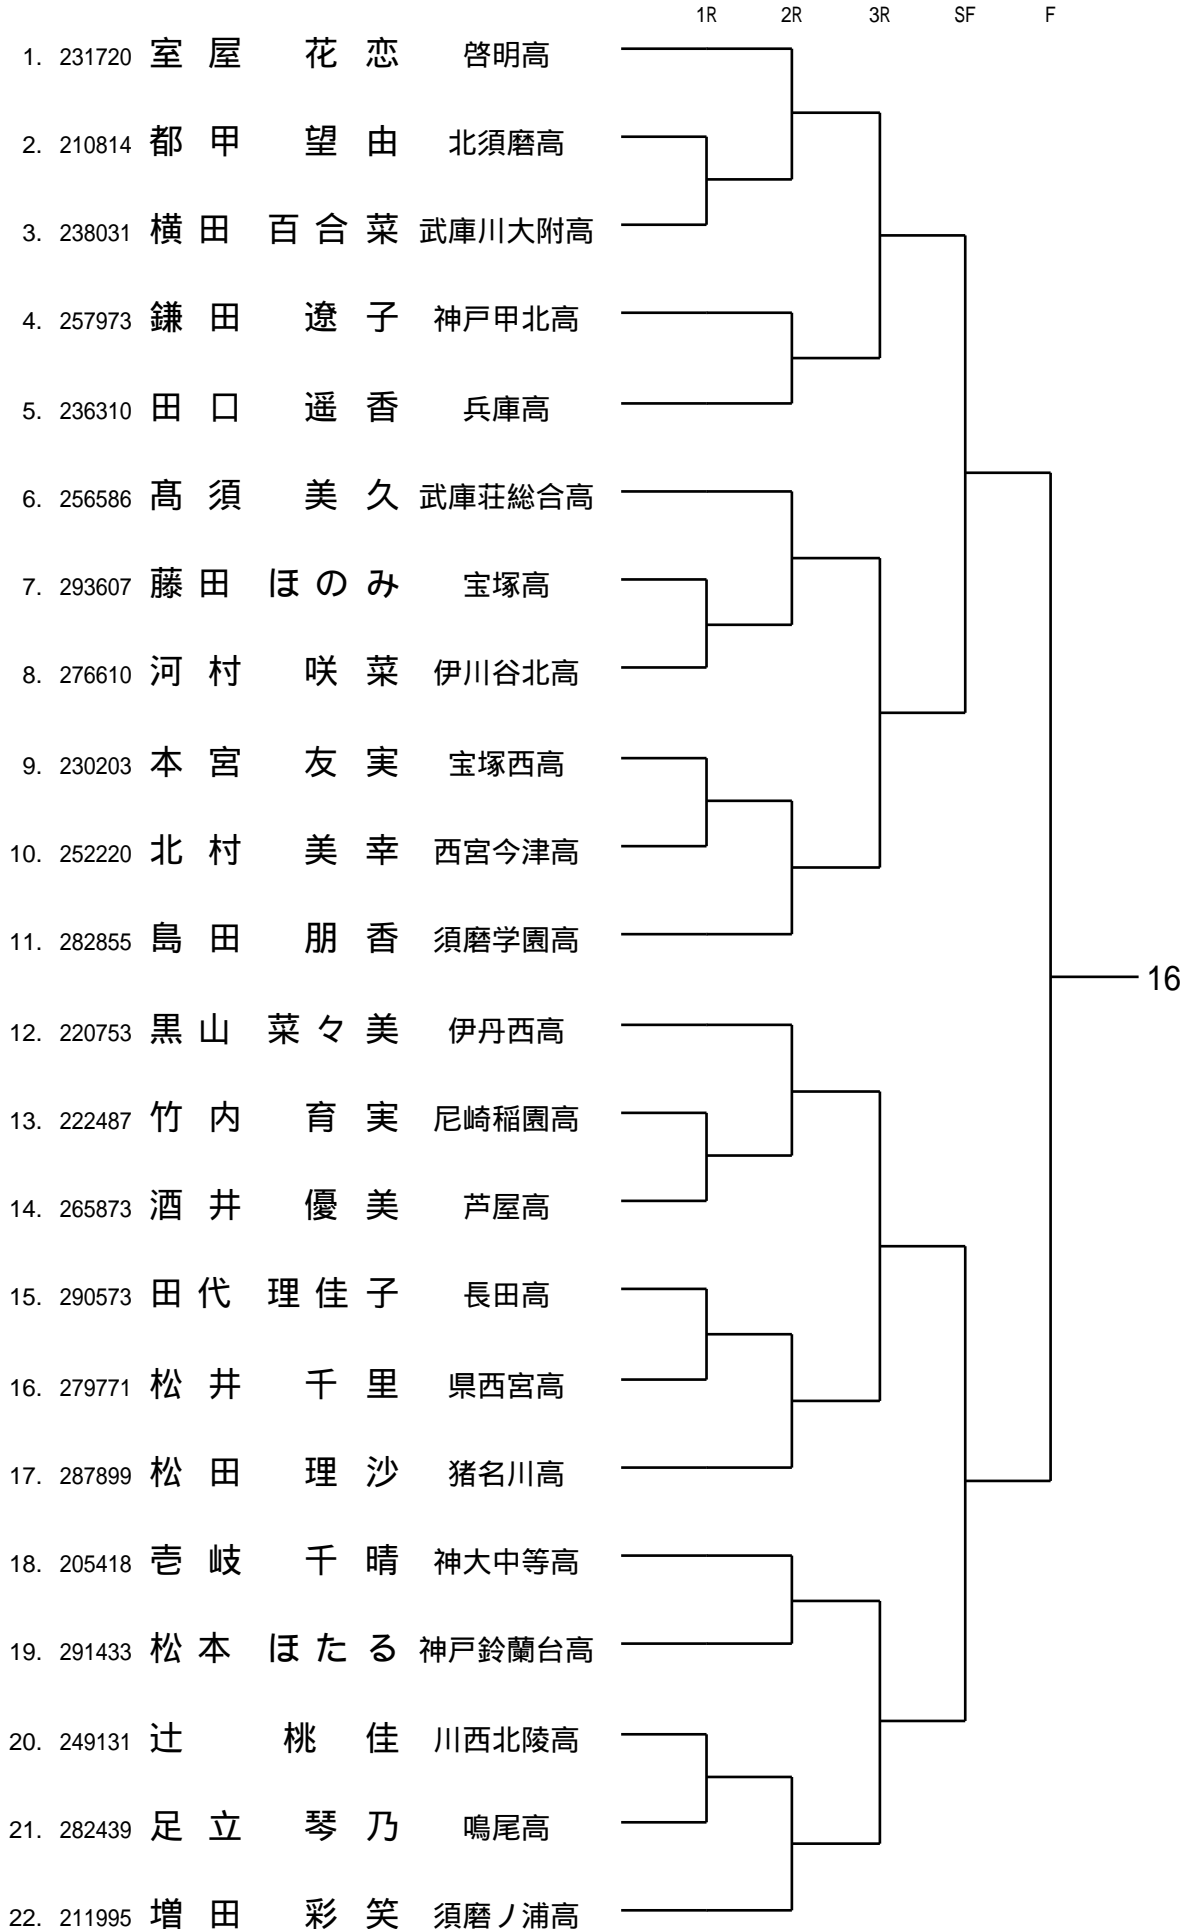 1R 2R 3R SF F
1. 231720 室屋 花恋 啓明高
2. 210814 都甲 望由 北須磨高
3. 238031 横田 百合菜 武庫川大附高
4. 257973 鎌田 遼子 神戸甲北高
5. 236310 田口 遥香 兵庫高
6. 256586 髙須 美久 武庫荘総合高
7. 293607 藤田 ほのみ 宝塚高
8. 276610 河村 咲菜 伊川谷北高
9. 230203 本宮 友実 宝塚西高
10. 252220 北村 美幸 西宮今津高
11. 282855 島田 朋香 須磨学園高
16
12. 220753 黒山 菜々美 伊丹西高
13. 222487 竹内 育実 尼崎稲園高
14. 265873 酒井 優美 芦屋高
15. 290573 田代 理佳子 長田高
16. 279771 松井 千里 県西宮高
17. 287899 松田 理沙 猪名川高
18. 205418 壱岐 千晴 神大中等高
19. 291433 松本 ほたる 神戸鈴蘭台高
20. 249131 辻 桃佳 川西北陵高
21. 282439 足立 琴乃 鳴尾高
22. 211995 増田 彩笑 須磨ノ浦高